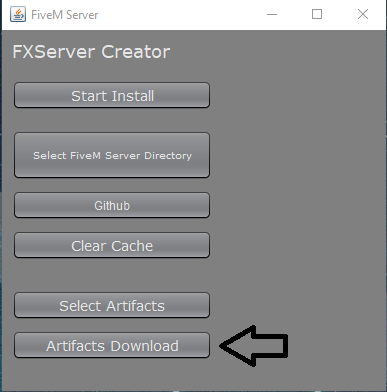 FiveM Server
FXServer Creator
Start Install
Select FiveM Server Directory
Github
Clear Cache
Select Artifacts
Artifacts Download